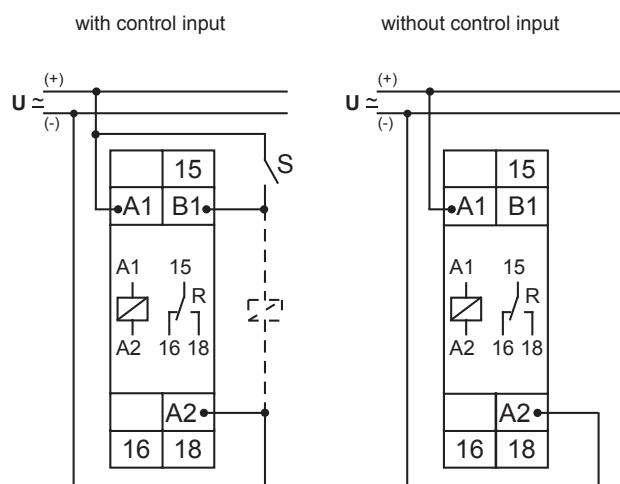 with control input
without control input
(+)
U ≃
(-)
S
15
A1 B1
A1 15
R
A2 16 18
A2
16 18
(+)
U ≃
(-)
15
A1 B1
A1 15
R
A2 16 18
A2
16 18